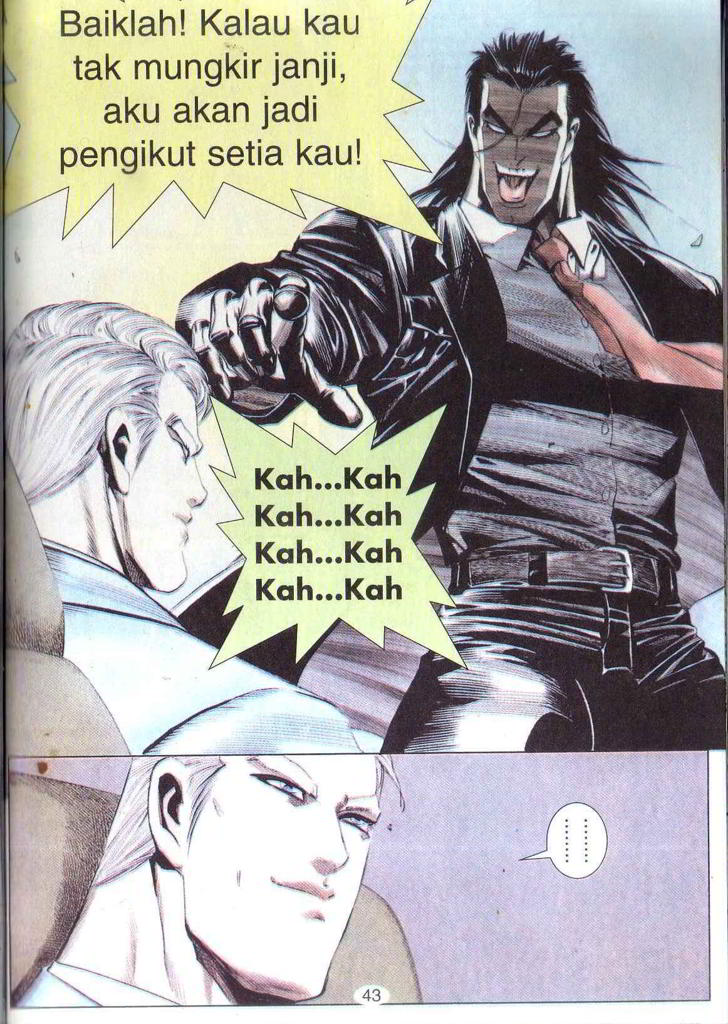 Baiklah! Kalau kau
tak mungkir janji,
aku akan jadi
pengikut setia kau!
Kah...Kah
Kah...Kah
Kah...Kah
Kah...Kah
43